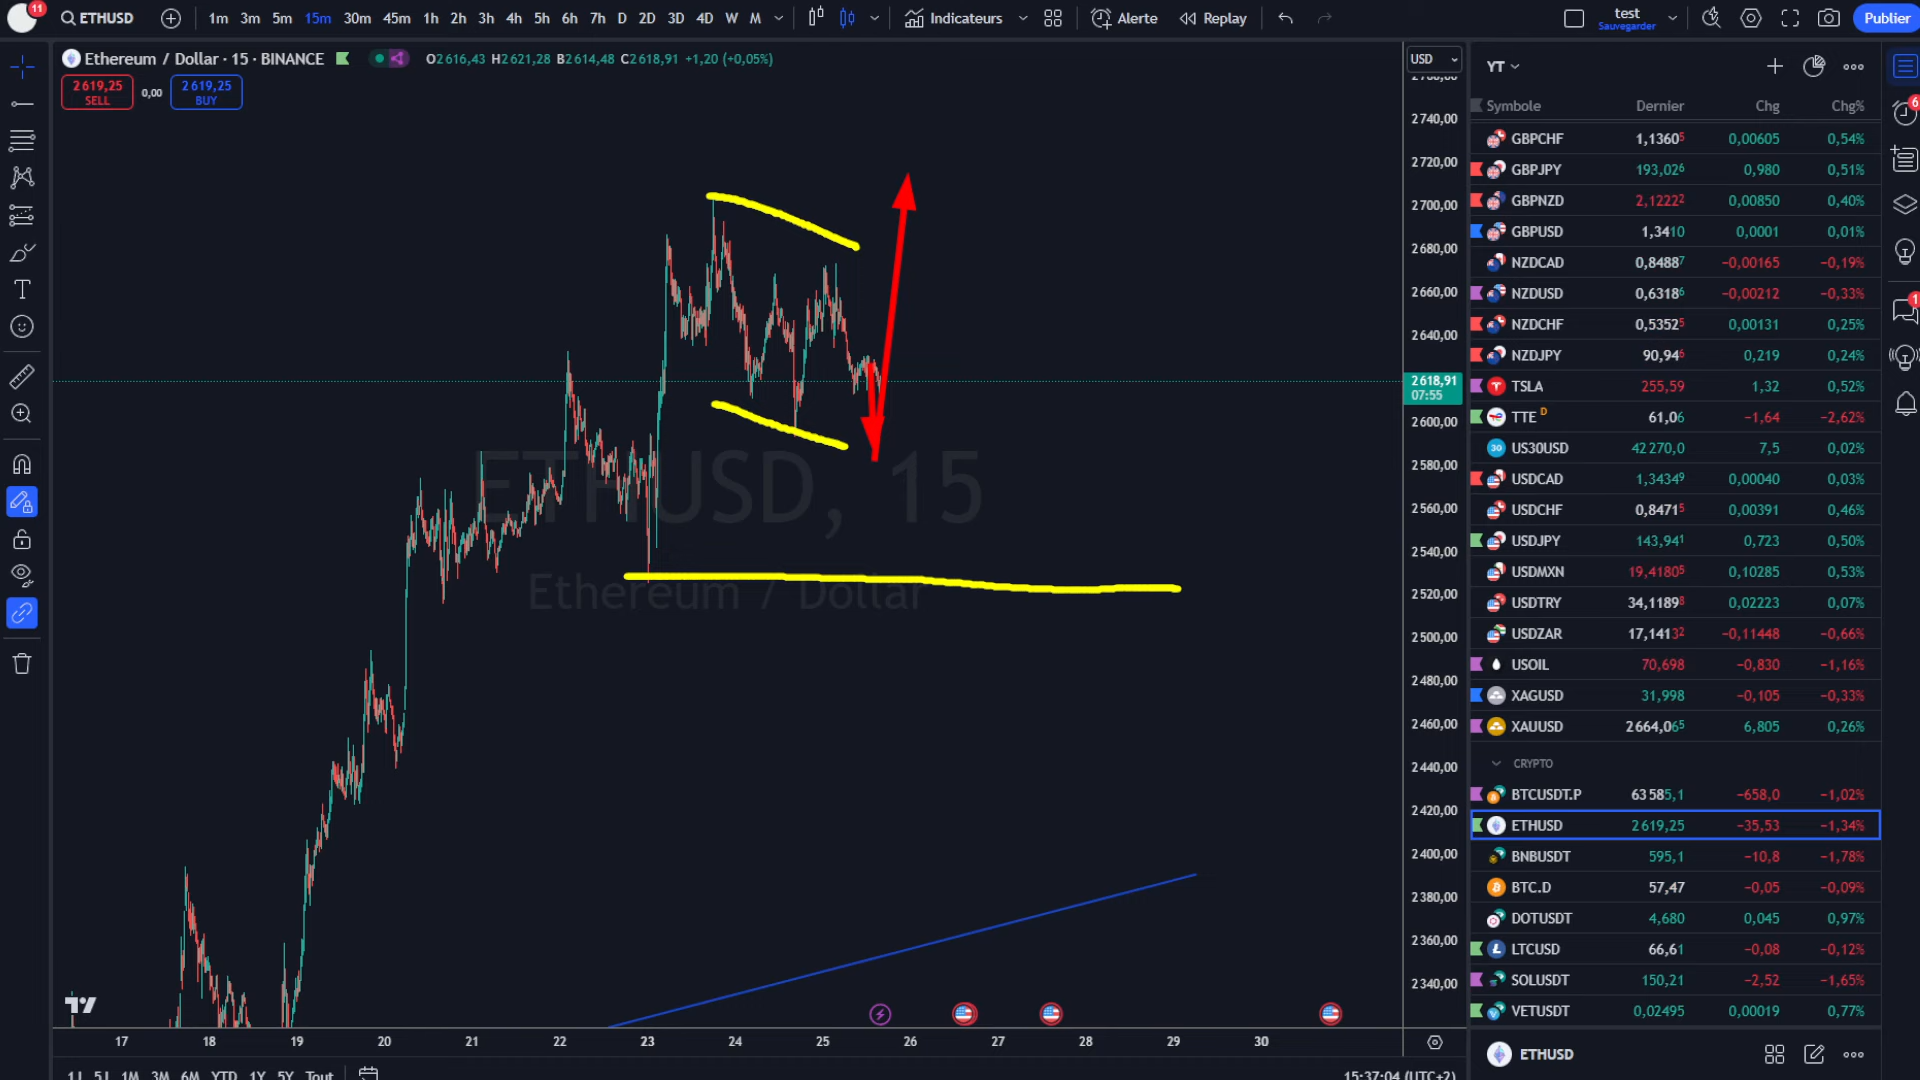 11
ETHUSD
1m 3m 5m 15m 30m 45m 1h 2h 3h 4h 5h 6h 7h D 2D 3D 4D W M
Indicateurs
Alerte
Replay
test
Sauvegarder
Publier
Ethereum / Dollar · 15 · BINANCE
O2616,43 H2621,28 B2614,48 C2618,91 +1,20 (+0,05%)
2619,25
SELL
0,00
2619,25
BUY
USD
2740,00
2720,00
2700,00
2680,00
2660,00
2640,00
2618,91
07:55
2600,00
2580,00
2560,00
2540,00
2520,00
2500,00
2480,00
2460,00
2440,00
2420,00
2400,00
2380,00
2360,00
2340,00
ETHUSD, 15
Ethereum / Dollar
17 18 19 20 21 22 23 24 25 26 27 28 29 30
1J 5J 1M 3M 6M YTD 1Y 5Y Tout
15:37:04 (UTC+2)
YT
Symbole Dernier Chg Chg%
GBPCHF 1,13605 0,00605 0,54%
GBPJPY 193,026 0,980 0,51%
GBPNZD 2,12222 0,00850 0,40%
GBPUSD 1,3410 0,0001 0,01%
NZDCAD 0,84887 −0,00165 −0,19%
NZDUSD 0,63186 −0,00212 −0,33%
NZDCHF 0,53525 0,00131 0,25%
NZDJPY 90,946 0,219 0,24%
TSLA 255,59 1,32 0,52%
TTE D 61,06 −1,64 −2,62%
30 US30USD 42270,0 7,5 0,02%
USDCAD 1,34349 0,00040 0,03%
USDCHF 0,84715 0,00391 0,46%
USDJPY 143,941 0,723 0,50%
USDMXN 19,41805 0,10285 0,53%
USDTRY 34,11898 0,02223 0,07%
USDZAR 17,14132 −0,11448 −0,66%
USOIL 70,698 −0,830 −1,16%
XAGUSD 31,998 −0,105 −0,33%
XAUUSD 2664,065 6,805 0,26%
CRYPTO
BTCUSDT.P 63585,1 −658,0 −1,02%
ETHUSD 2619,25 −35,53 −1,34%
BNBUSDT 595,1 −10,8 −1,78%
BTC.D 57,47 −0,05 −0,09%
DOTUSDT 4,680 0,045 0,97%
LTCUSD 66,61 −0,08 −0,12%
SOLUSDT 150,21 −2,52 −1,65%
VETUSDT 0,02495 0,00019 0,77%
ETHUSD
6
1